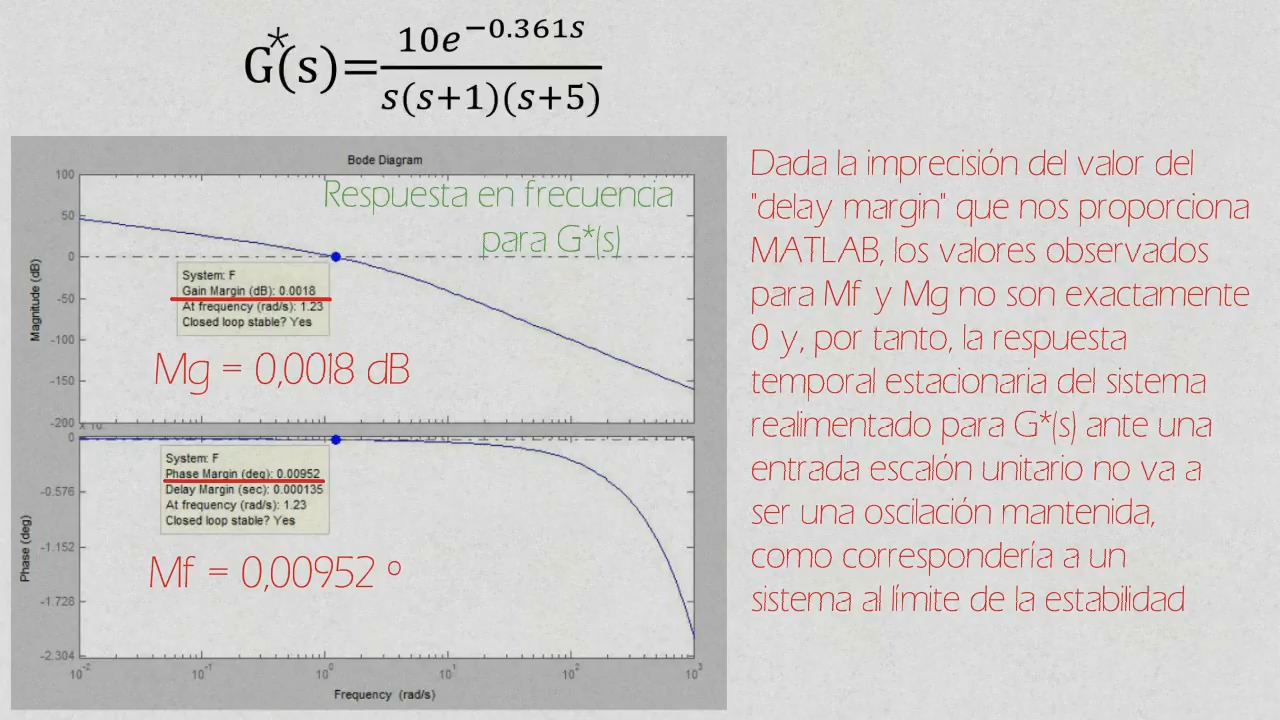 G*(s)=10e^-0.361s / s(s+1)(s+5)
Bode Diagram
Respuesta en frecuencia
para G*(s)
Magnitude (dB)
100
50
0
-50
-100
-150
-200
System: F
Gain Margin (dB): 0.0018
At frequency (rad/s): 1.23
Closed loop stable? Yes
Mg = 0,0018 dB
x 10
Phase (deg)
0
-0.576
-1.152
-1.728
-2.304
System: F
Phase Margin (deg): 0.00952
Delay Margin (sec): 0.000135
At frequency (rad/s): 1.23
Closed loop stable? Yes
Mf = 0,00952 º
10^-2 10^-1 10^0 10^1 10^2 10^3
Frequency (rad/s)
Dada la imprecisión del valor del
"delay margin" que nos proporciona
MATLAB, los valores observados
para Mf y Mg no son exactamente
0 y, por tanto, la respuesta
temporal estacionaria del sistema
realimentado para G*(s) ante una
entrada escalón unitario no va a
ser una oscilación mantenida,
como correspondería a un
sistema al límite de la estabilidad